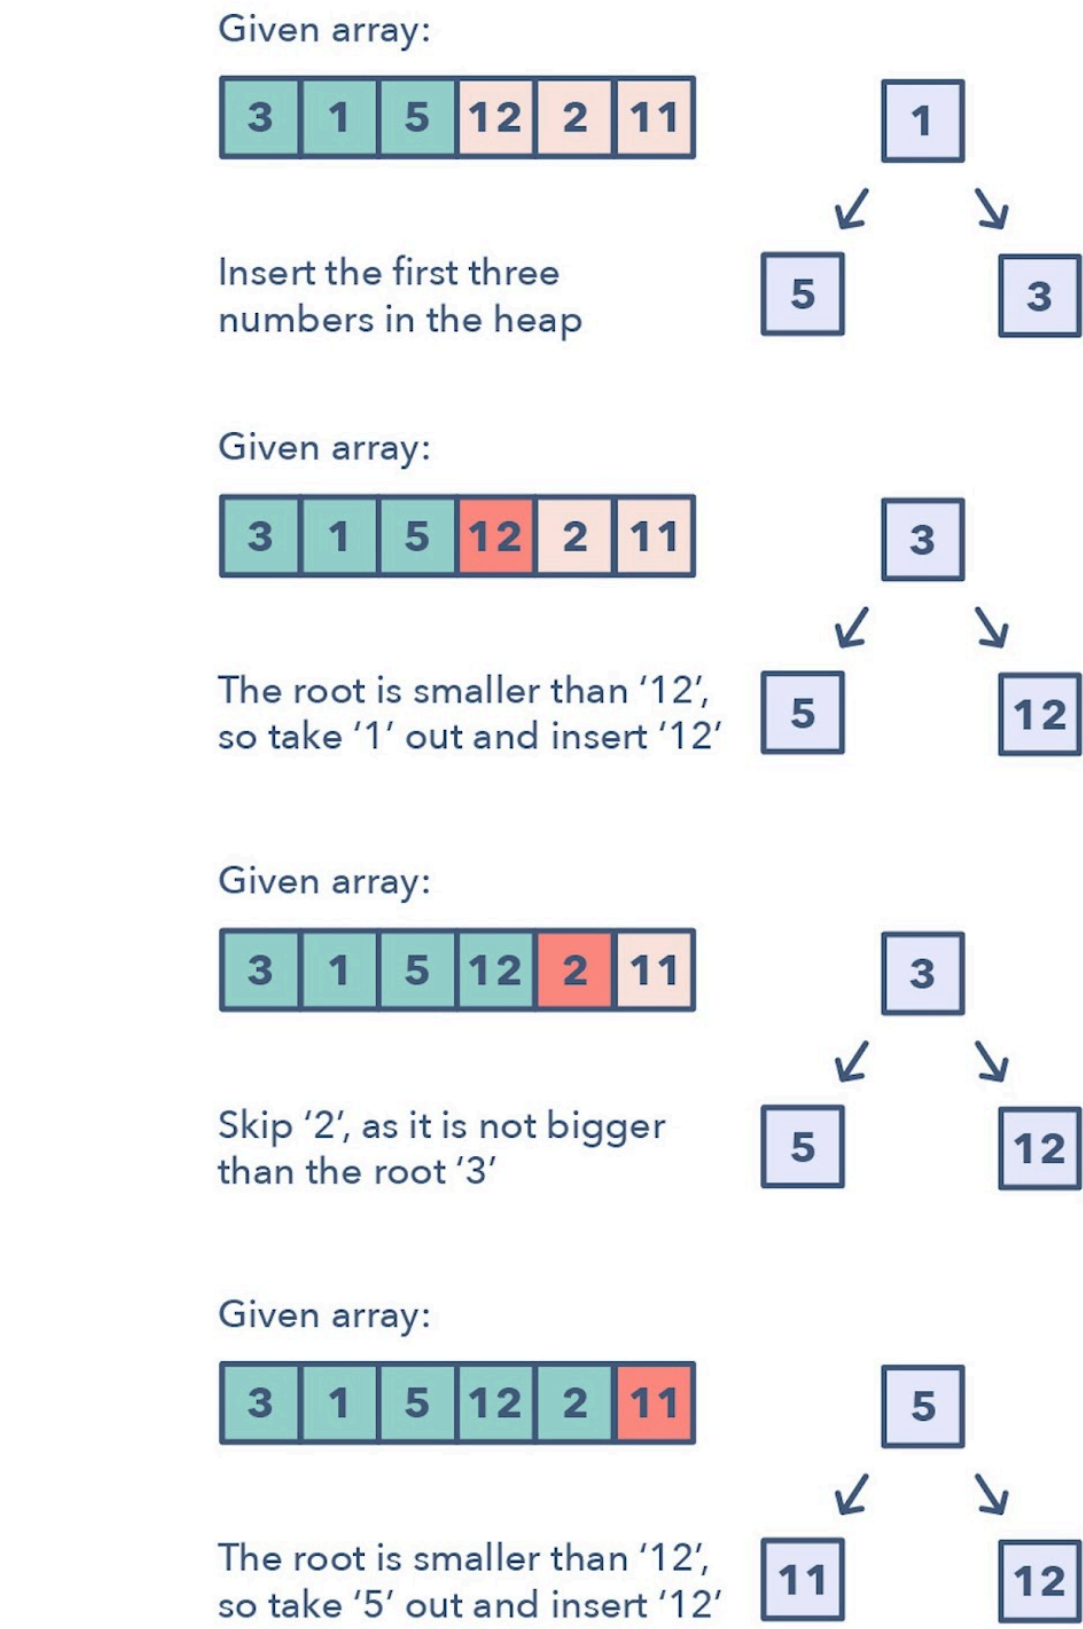 Given array:
3 1 5 12 2 11
1
5 3
Insert the first three
numbers in the heap
Given array:
3 1 5 12 2 11
3
5 12
The root is smaller than ‘12’,
so take ‘1’ out and insert ‘12’
Given array:
3 1 5 12 2 11
3
5 12
Skip ‘2’, as it is not bigger
than the root ‘3’
Given array:
3 1 5 12 2 11
5
11 12
The root is smaller than ‘12’,
so take ‘5’ out and insert ‘12’